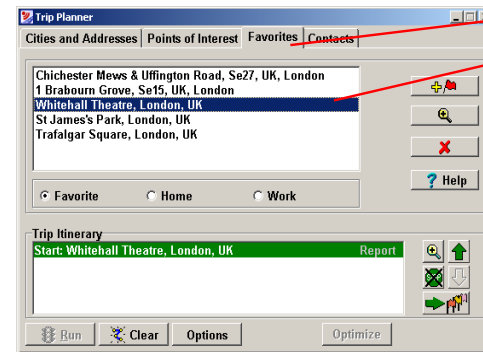 Trip Planner
Cities and Addresses Points of Interest Favorites Contacts
Chichester Mews & Uffington Road, Se27, UK, London
1 Brabourn Grove, Se15, UK, London
Whitehall Theatre, London, UK
St James's Park, London, UK
Trafalgar Square, London, UK
? Help
Favorite Home Work
Trip Itinerary
Start: Whitehall Theatre, London, UK Report
Run Clear Options Optimize